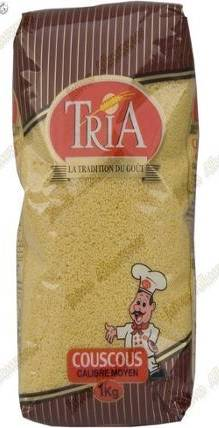 TRIA
LA TRADITION DU GOÛT
COUSCOUS
CALIBRE MOYEN
1Kg